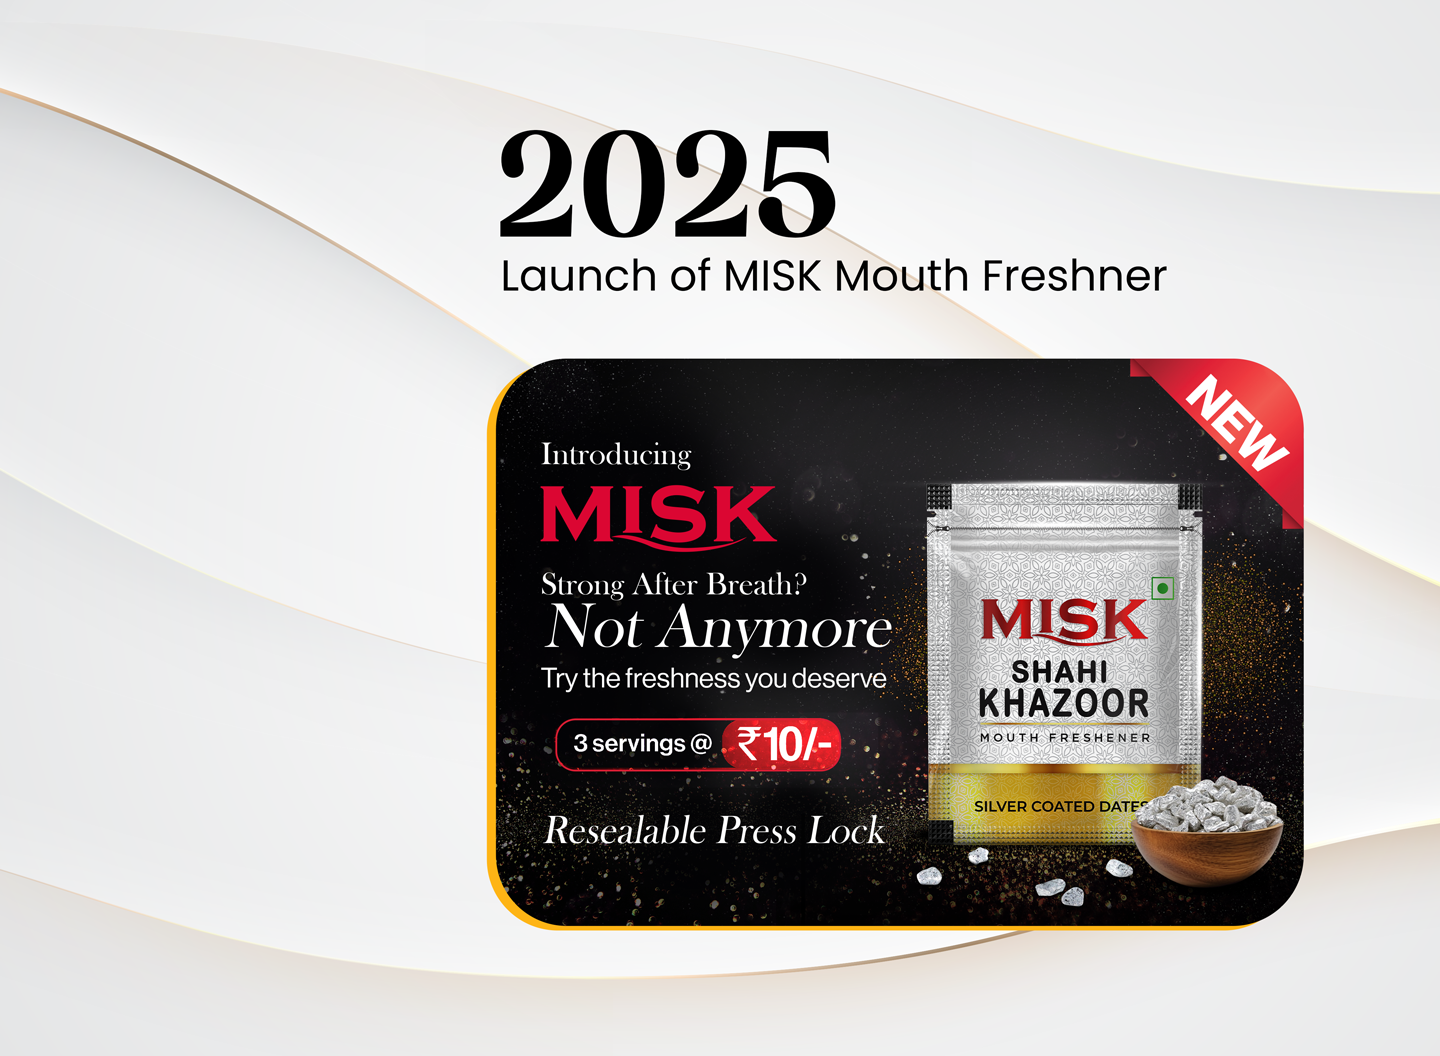 2025
Launch of MISK Mouth Freshner
NEW
Introducing
MISK
Strong After Breath?
Not Anymore
Try the freshness you deserve
3 servings @ ₹10/-
Resealable Press Lock
MISK
SHAHI
KHAZOOR
MOUTH FRESHENER
SILVER COATED DATES